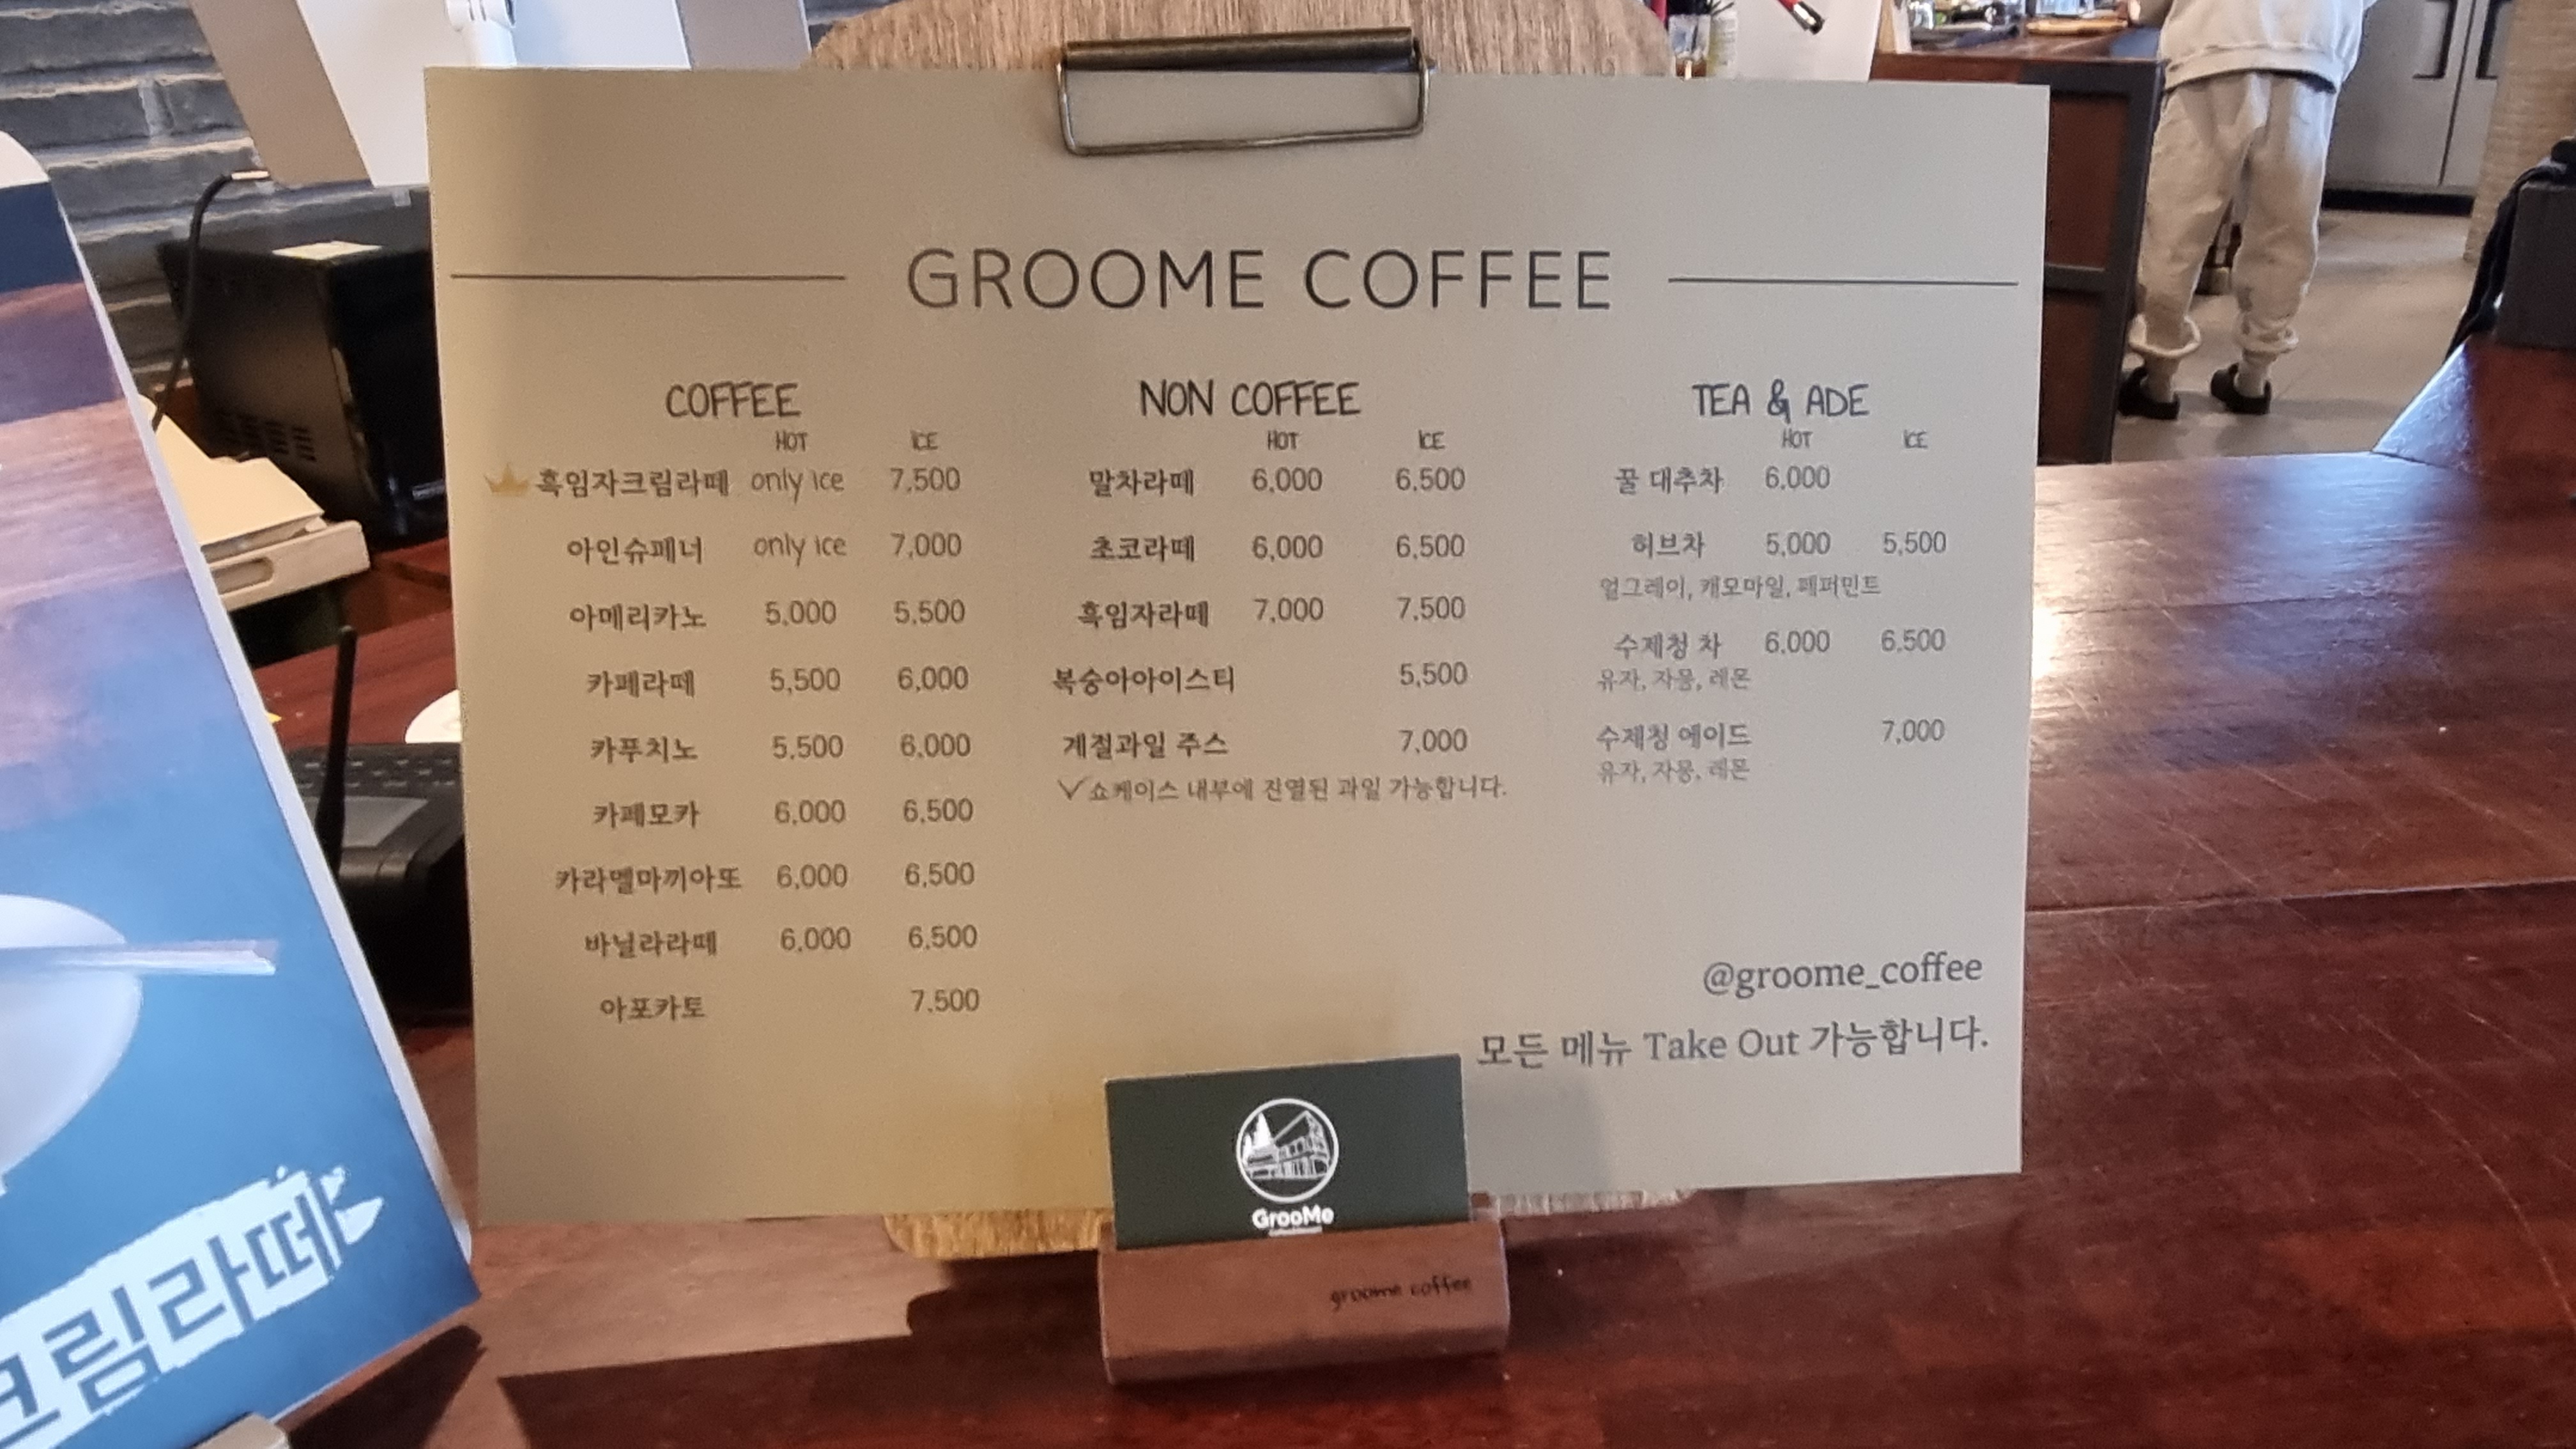 GROOME COFFEE
COFFEE
HOT ICE
흑임자크림라떼 only ice 7,500
아인슈페너 only ice 7,000
아메리카노 5,000 5,500
카페라떼 5,500 6,000
카푸치노 5,500 6,000
카페모카 6,000 6,500
카라멜마끼아또 6,000 6,500
바닐라라떼 6,000 6,500
아포카토 7,500
NON COFFEE
HOT ICE
말차라떼 6,000 6,500
초코라떼 6,000 6,500
흑임자라떼 7,000 7,500
복숭아아이스티 5,500
계절과일 주스 7,000
쇼케이스 내부에 진열된 과일 가능합니다.
TEA & ADE
HOT ICE
꿀 대추차 6,000
허브차 5,000 5,500
얼그레이, 캐모마일, 페퍼민트
수제청 차 6,000 6,500
유자, 자몽, 레몬
수제청 에이드 7,000
유자, 자몽, 레몬
@groome_coffee
모든 메뉴 Take Out 가능합니다.
GrooMe
groome coffee
크림라떼